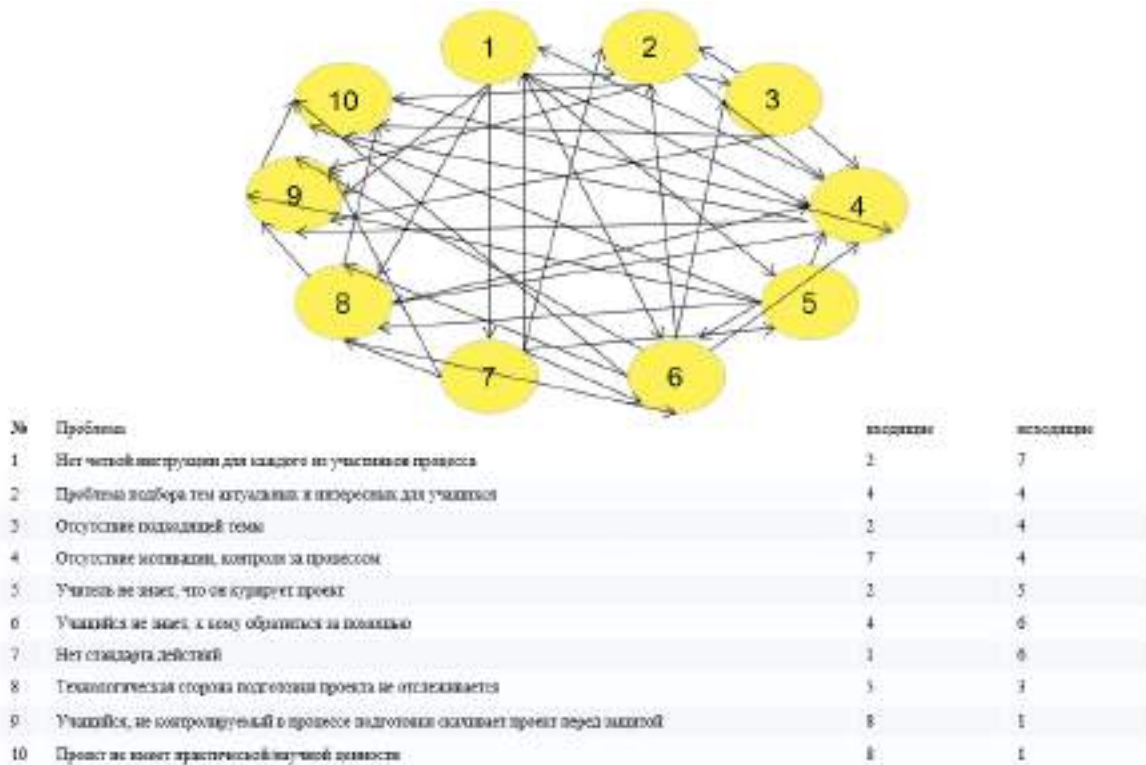 1
2
3
4
5
6
7
8
9
10
№ Проблема входящие исходящие
1 Нет четкой инструкции для каждого из участников процесса 2 7
2 Проблема подбора тем актуальных и интересных для учащихся 4 4
3 Отсутствие подходящей темы 2 4
4 Отсутствие мотивации, контроля за процессом 7 4
5 Учитель не знает, что он курирует проект 2 5
6 Учащийся не знает, к кому обратиться за помощью 4 6
7 Нет стандарта действий 1 6
8 Технологическая сторона подготовки проекта не отслеживается 5 3
9 Учащийся, не контролируемый в процессе подготовки скачивает проект перед защитой 8 1
10 Проект не имеет практической/научной ценности 8 1